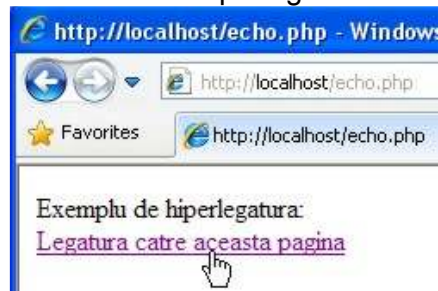 http://localhost/echo.php - Windows
http://localhost/echo.php
Favorites
http://localhost/echo.php
Exemplu de hiperlegatura:
Legatura catre aceasta pagina